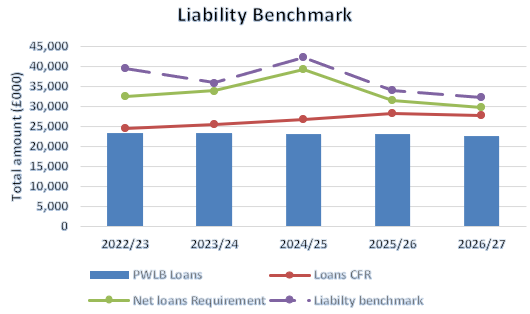 Liability Benchmark
Total amount (£000)
45,000
40,000
35,000
30,000
25,000
20,000
15,000
10,000
5,000
0
2022/23 2023/24 2024/25 2025/26 2026/27
PWLB Loans Loans CFR
Net loans Requirement Liabilty benchmark